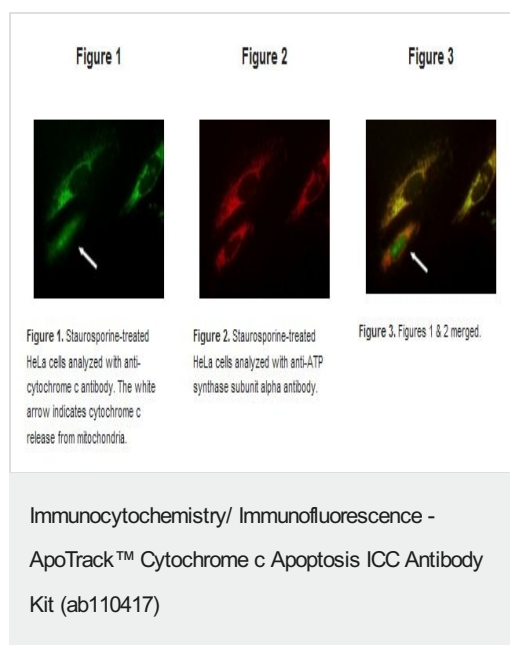 Figure 1
Figure 2
Figure 3
Figure 1. Staurosporine-treated
HeLa cells analyzed with anti-
cytochrome c antibody. The white
arrow indicates cytochrome c
release from mitochondria.
Figure 2. Staurosporine-treated
HeLa cells analyzed with anti-ATP
synthase subunit alpha antibody.
Figure 3. Figures 1 & 2 merged.
Immunocytochemistry/ Immunofluorescence -
ApoTrack™ Cytochrome c Apoptosis ICC Antibody
Kit (ab110417)